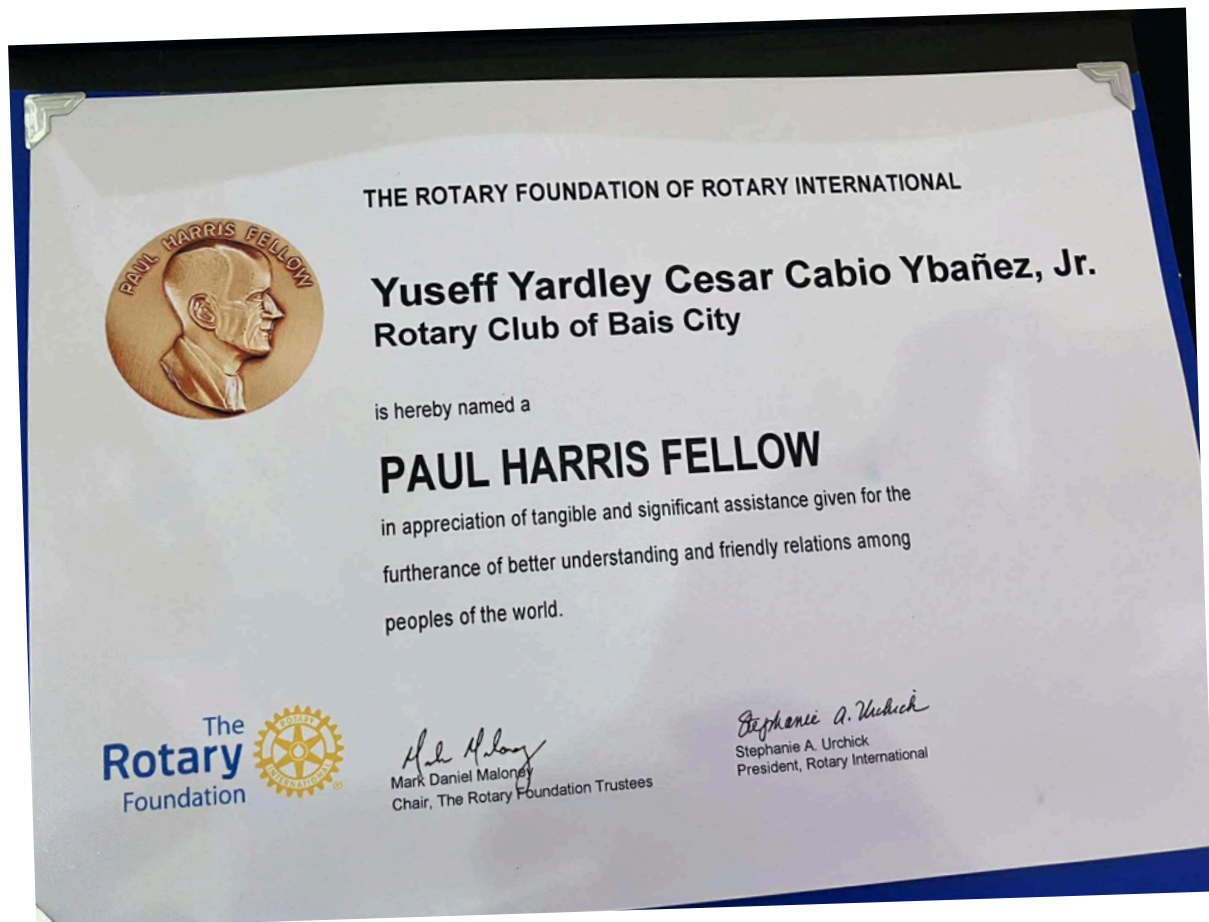 THE ROTARY FOUNDATION OF ROTARY INTERNATIONAL
PAUL HARRIS FELLOW
Yuseff Yardley Cesar Cabio Ybañez, Jr.
Rotary Club of Bais City
is hereby named a
PAUL HARRIS FELLOW
in appreciation of tangible and significant assistance given for the
furtherance of better understanding and friendly relations among
peoples of the world.
The
Rotary
Foundation
ROTARY
INTERNATIONAL
®
Mark Maloney
Mark Daniel Maloney
Chair, The Rotary Foundation Trustees
Stephanie A. Urchick
Stephanie A. Urchick
President, Rotary International